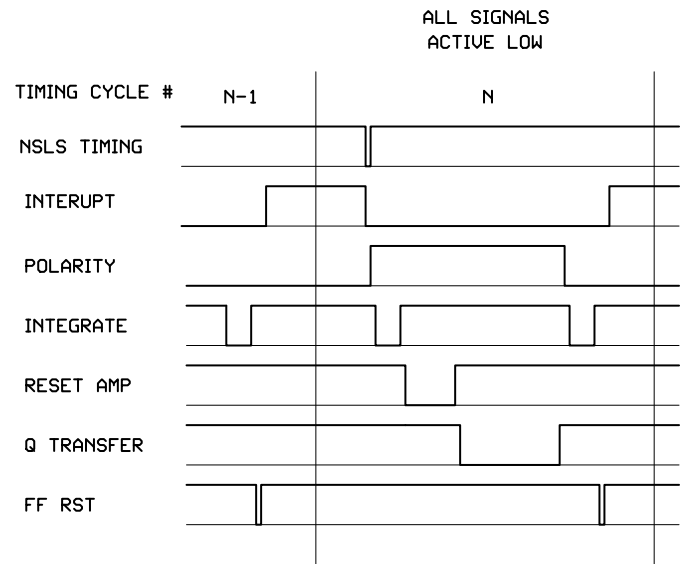 ALL SIGNALS
ACTIVE LOW
TIMING CYCLE # N-1 N
NSLS TIMING
INTERUPT
POLARITY
INTEGRATE
RESET AMP
Q TRANSFER
FF RST